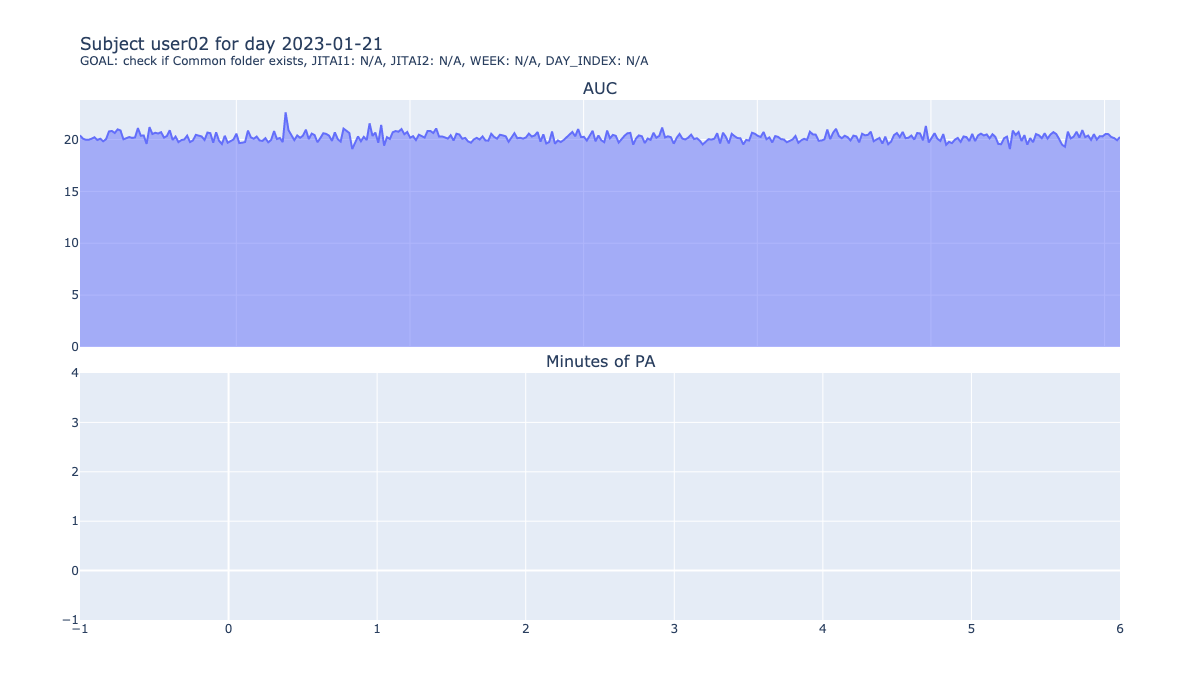 Subject user02 for day 2023-01-21
GOAL: check if Common folder exists, JITAI1: N/A, JITAI2: N/A, WEEK: N/A, DAY_INDEX: N/A
AUC
20
15
10
5
0
Minutes of PA
4
3
2
1
0
−1
−1 0 1 2 3 4 5 6